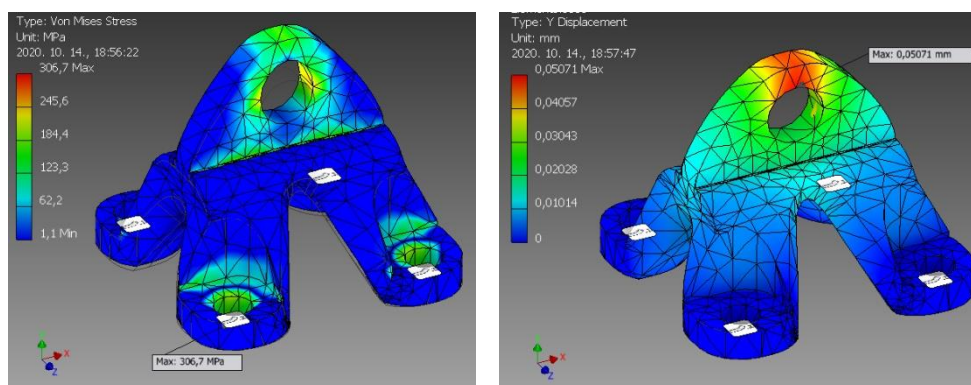 Type: Von Mises Stress
Unit: MPa
2020. 10. 14., 18:56:22
306,7 Max
245,6
184,4
123,3
62,2
1,1 Min
Max: 306,7 MPa
Y
X
Z
Type: Y Displacement
Unit: mm
2020. 10. 14., 18:57:47
0,05071 Max
0,04057
0,03043
0,02028
0,01014
0
Max: 0,05071 mm
X
Z